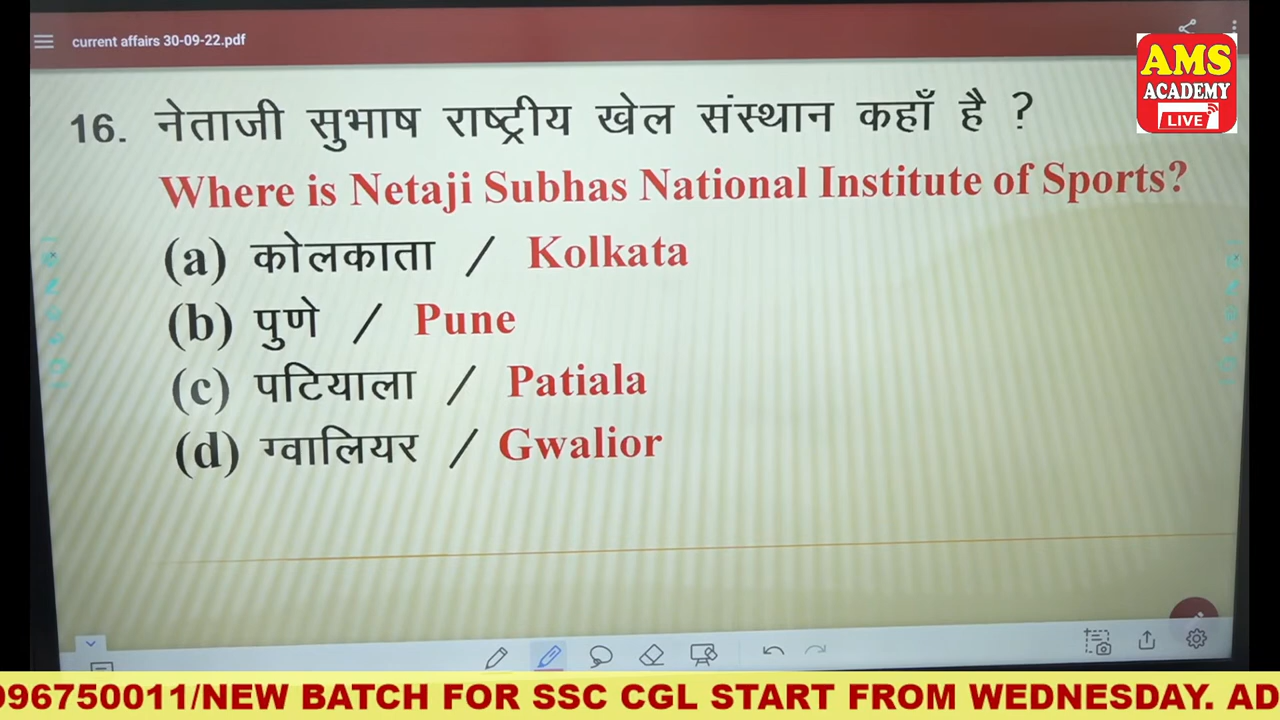 current affairs 30-09-22.pdf
AMS
ACADEMY
LIVE
16. नेताजी सुभाष राष्ट्रीय खेल संस्थान कहाँ है ?
Where is Netaji Subhas National Institute of Sports?
(a) कोलकाता / Kolkata
(b) पुणे / Pune
(c) पटियाला / Patiala
(d) ग्वालियर / Gwalior
096750011/NEW BATCH FOR SSC CGL START FROM WEDNESDAY. AD